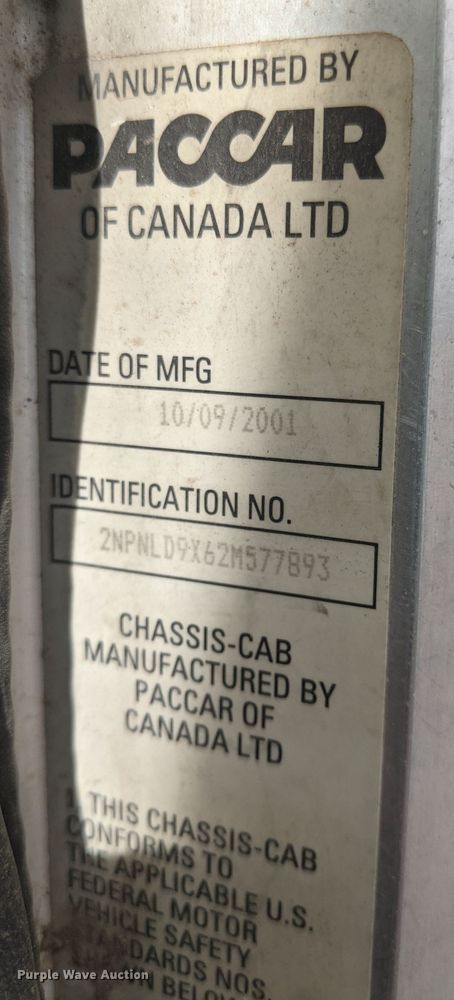 MANUFACTURED BY
PACCAR
OF CANADA LTD
DATE OF MFG
10/09/2001
IDENTIFICATION NO.
2NPNLD9X62M577893
CHASSIS-CAB
MANUFACTURED BY
PACCAR OF
CANADA LTD
THIS CHASSIS-CAB
CONFORMS TO
THE APPLICABLE U.S.
FEDERAL MOTOR
VEHICLE SAFETY
STANDARDS NOS.
BELOW
Purple Wave Auction